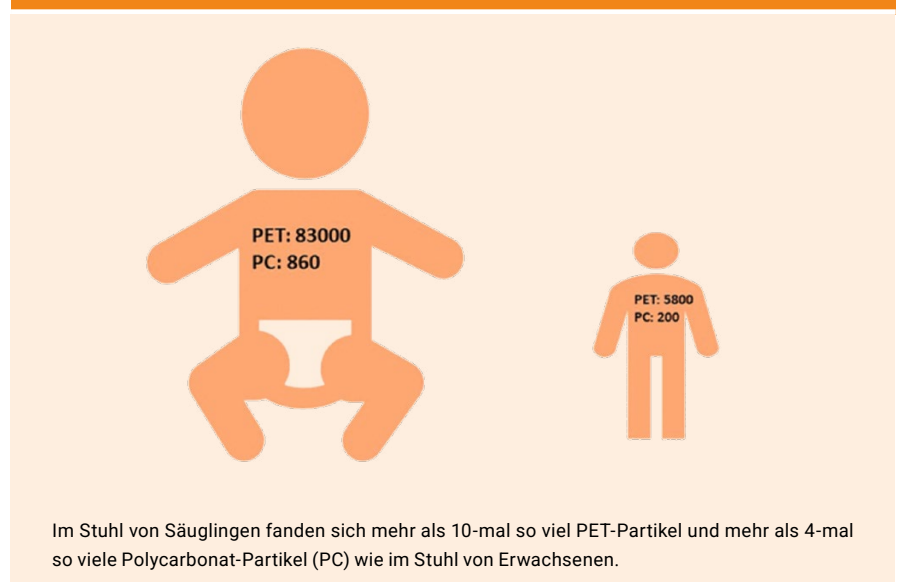 PET: 83000
PC: 860
PET: 5800
PC: 200
Im Stuhl von Säuglingen fanden sich mehr als 10-mal so viel PET-Partikel und mehr als 4-mal
so viele Polycarbonat-Partikel (PC) wie im Stuhl von Erwachsenen.